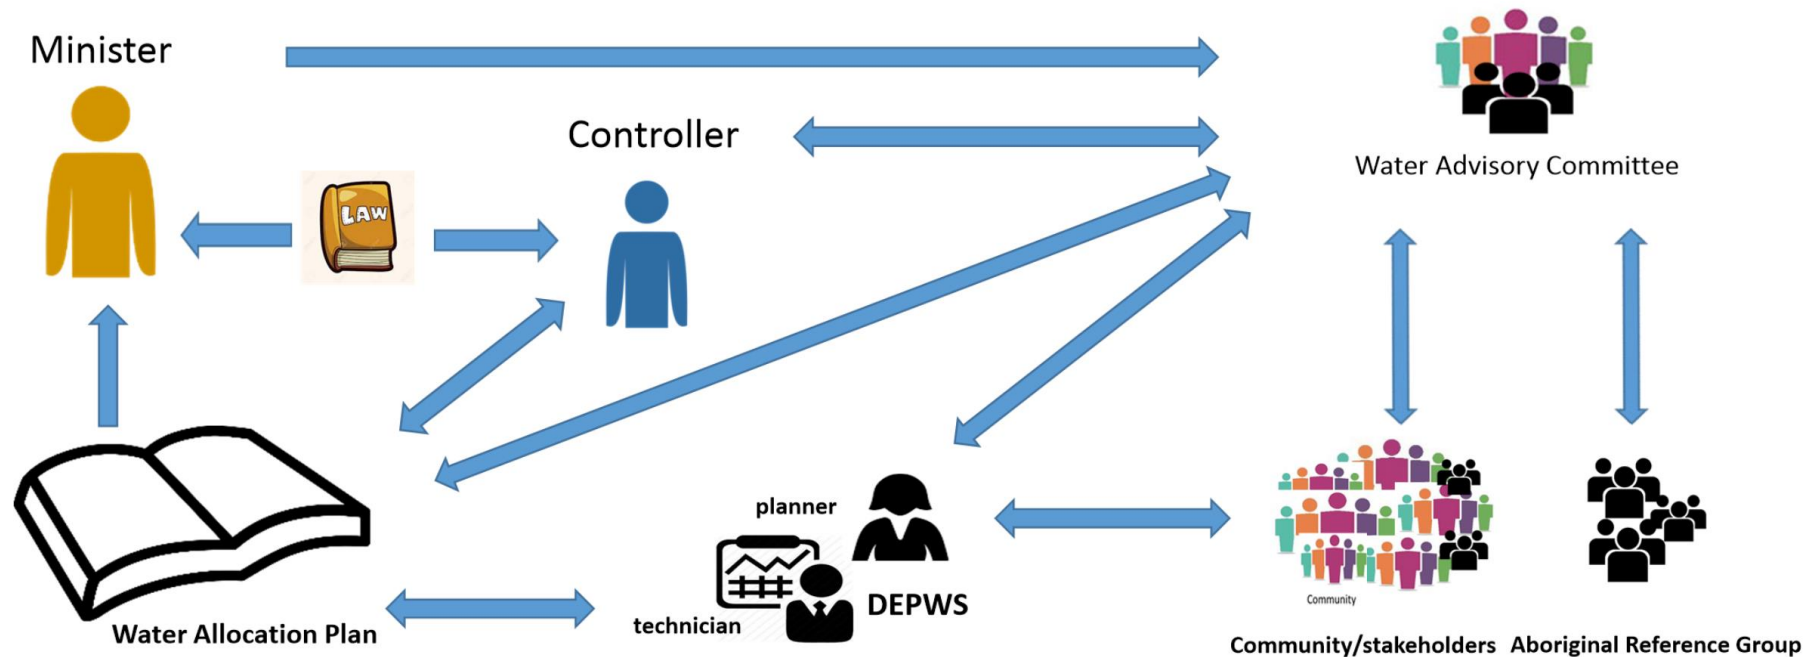 Minister
Controller
LAW
Water Advisory Committee
planner
technician
DEPWS
Water Allocation Plan
Community
Community/stakeholders
Aboriginal Reference Group